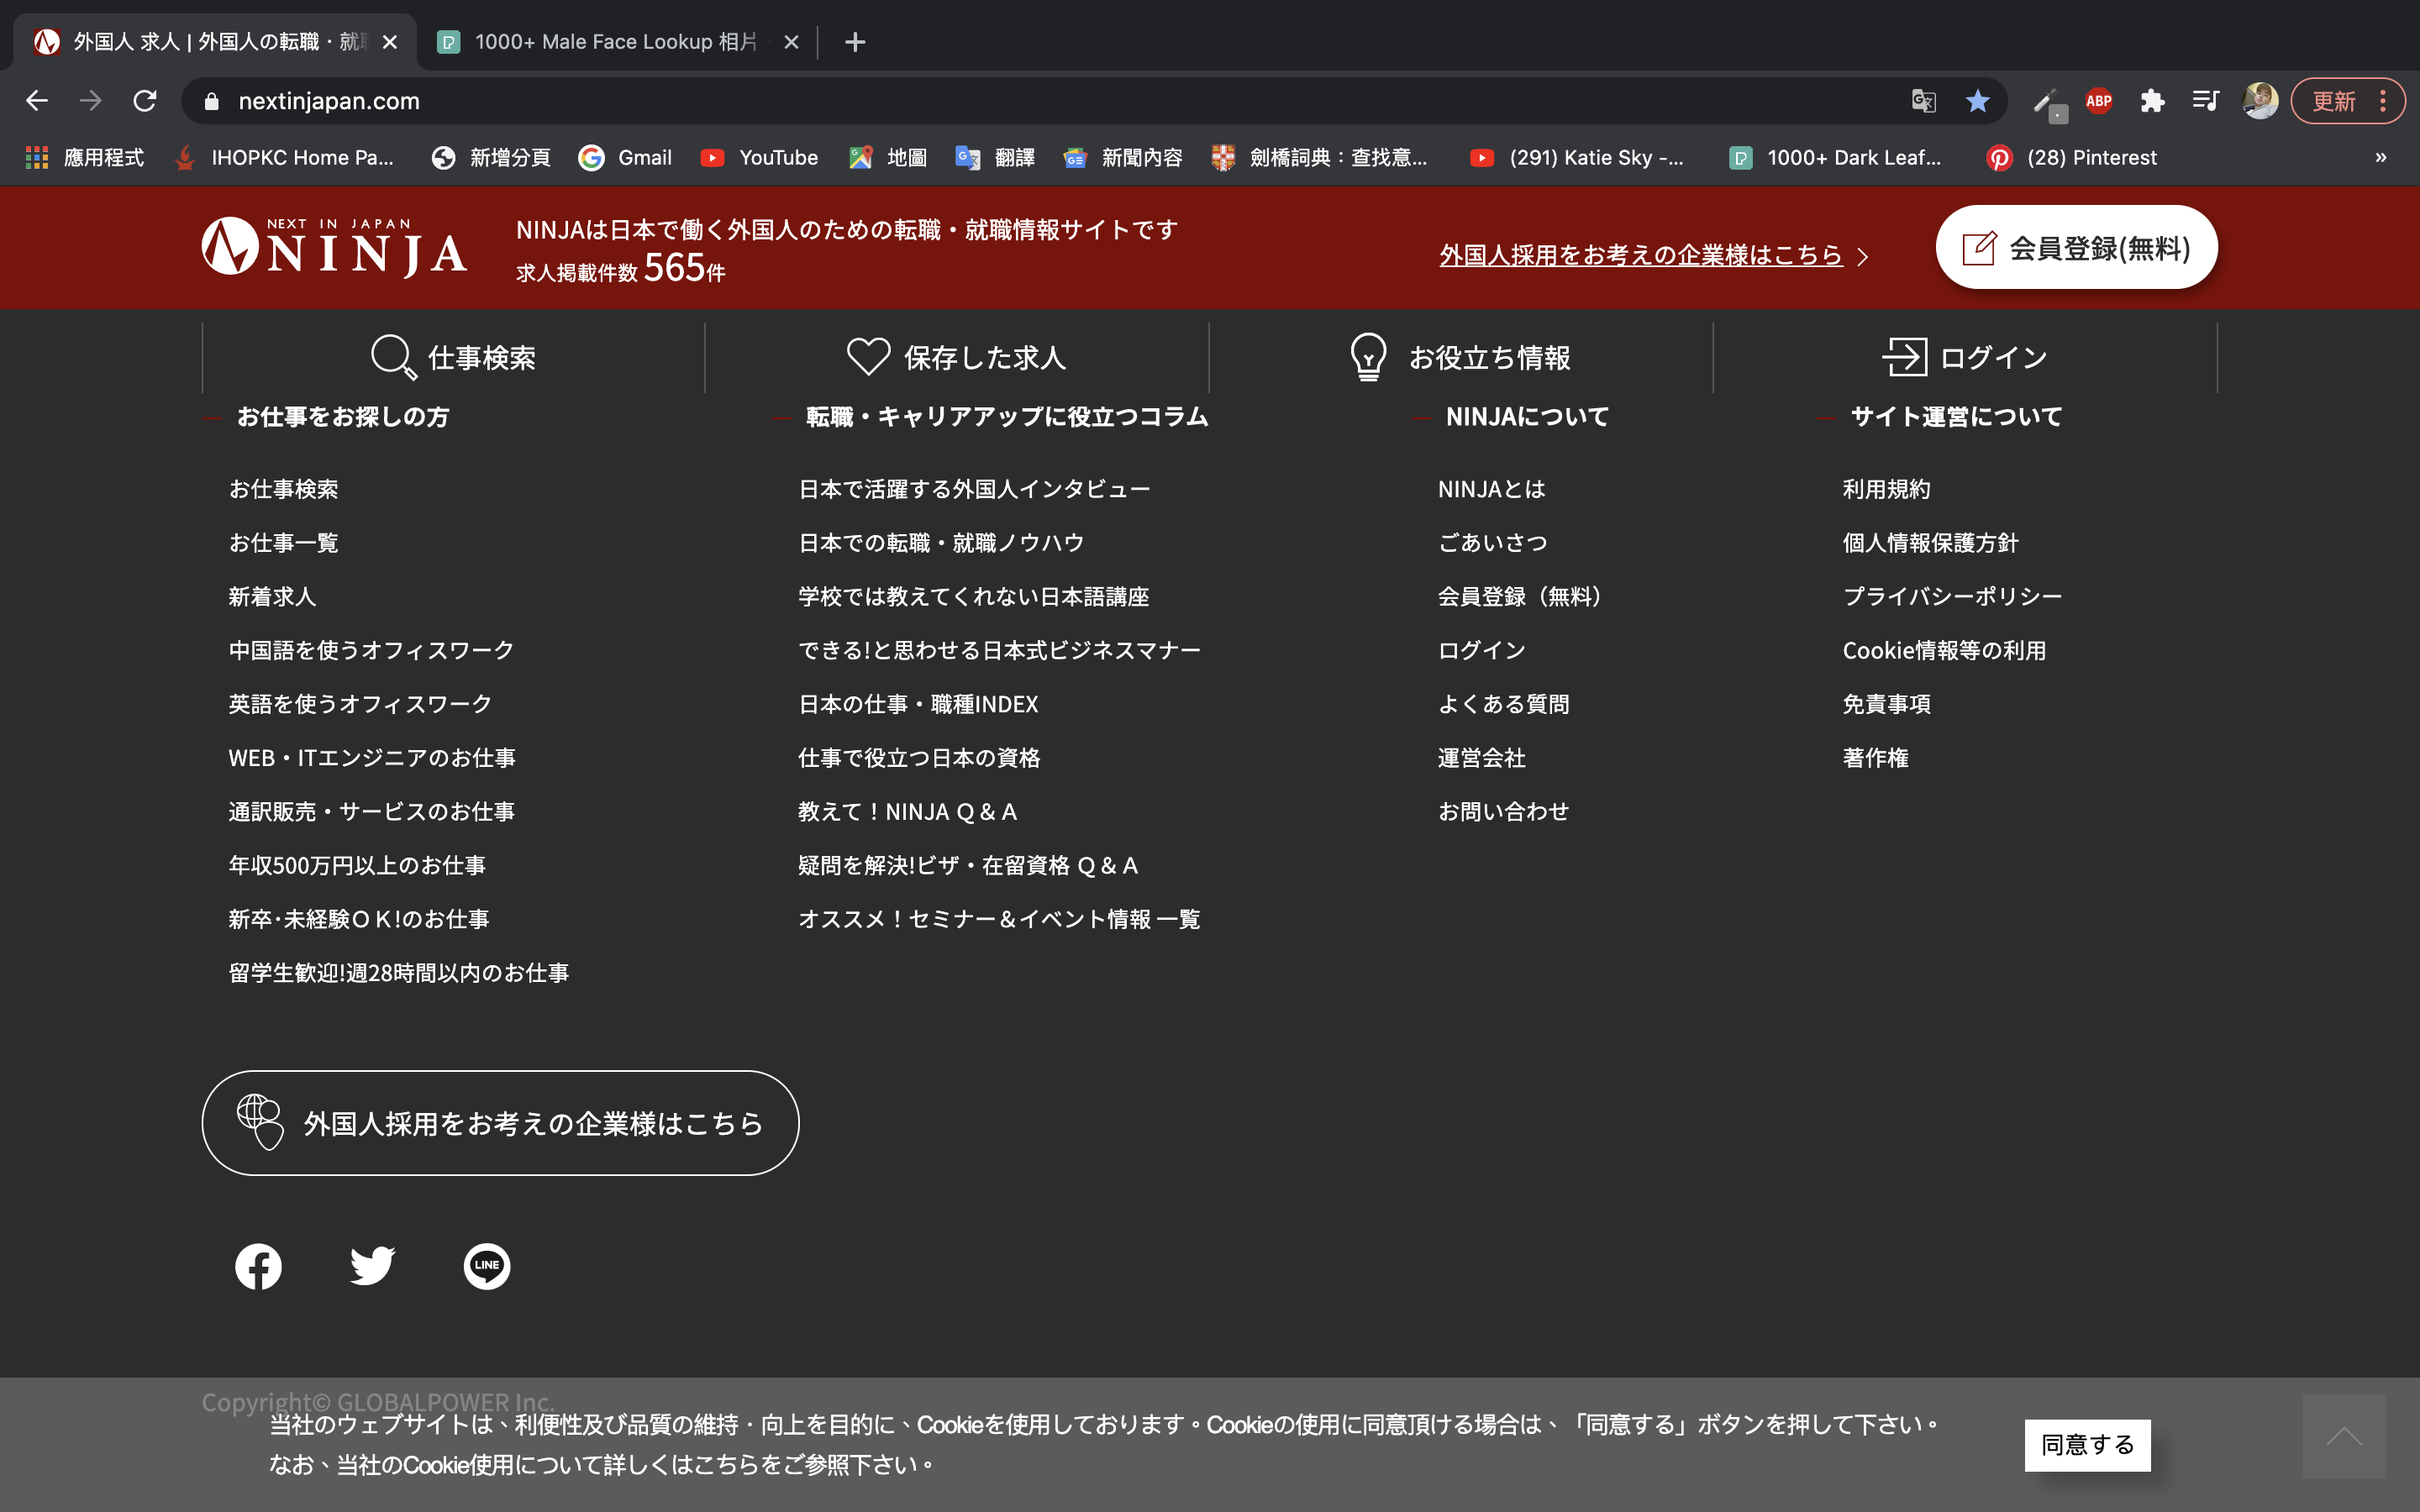 外国人 求人 | 外国人の転職・就職
1000+ Male Face Lookup 相片
nextinjapan.com
ABP
更新
應用程式
IHOPKC Home Pa...
新增分頁
Gmail
YouTube
地圖
翻譯
新聞內容
劍橋詞典：查找意...
(291) Katie Sky -...
1000+ Dark Leaf...
(28) Pinterest
»
NEXT IN JAPAN
NINJA
NINJAは日本で働く外国人のための転職・就職情報サイトです
求人掲載件数 565件
外国人採用をお考えの企業様はこちら
会員登録(無料)
仕事検索
保存した求人
お役立ち情報
ログイン
お仕事をお探しの方
お仕事検索
お仕事一覧
新着求人
中国語を使うオフィスワーク
英語を使うオフィスワーク
WEB・ITエンジニアのお仕事
通訳販売・サービスのお仕事
年収500万円以上のお仕事
新卒･未経験ＯＫ!のお仕事
留学生歓迎!週28時間以内のお仕事
転職・キャリアアップに役立つコラム
日本で活躍する外国人インタビュー
日本での転職・就職ノウハウ
学校では教えてくれない日本語講座
できる!と思わせる日本式ビジネスマナー
日本の仕事・職種INDEX
仕事で役立つ日本の資格
教えて！NINJA Ｑ＆Ａ
疑問を解決!ビザ・在留資格 Ｑ＆Ａ
オススメ！セミナー＆イベント情報 一覧
NINJAについて
NINJAとは
ごあいさつ
会員登録（無料）
ログイン
よくある質問
運営会社
お問い合わせ
サイト運営について
利用規約
個人情報保護方針
プライバシーポリシー
Cookie情報等の利用
免責事項
著作権
外国人採用をお考えの企業様はこちら
LINE
Copyright© GLOBALPOWER Inc.
当社のウェブサイトは、利便性及び品質の維持・向上を目的に、Cookieを使用しております。Cookieの使用に同意頂ける場合は、「同意する」ボタンを押して下さい。
なお、当社のCookie使用について詳しくはこちらをご参照下さい。
同意する